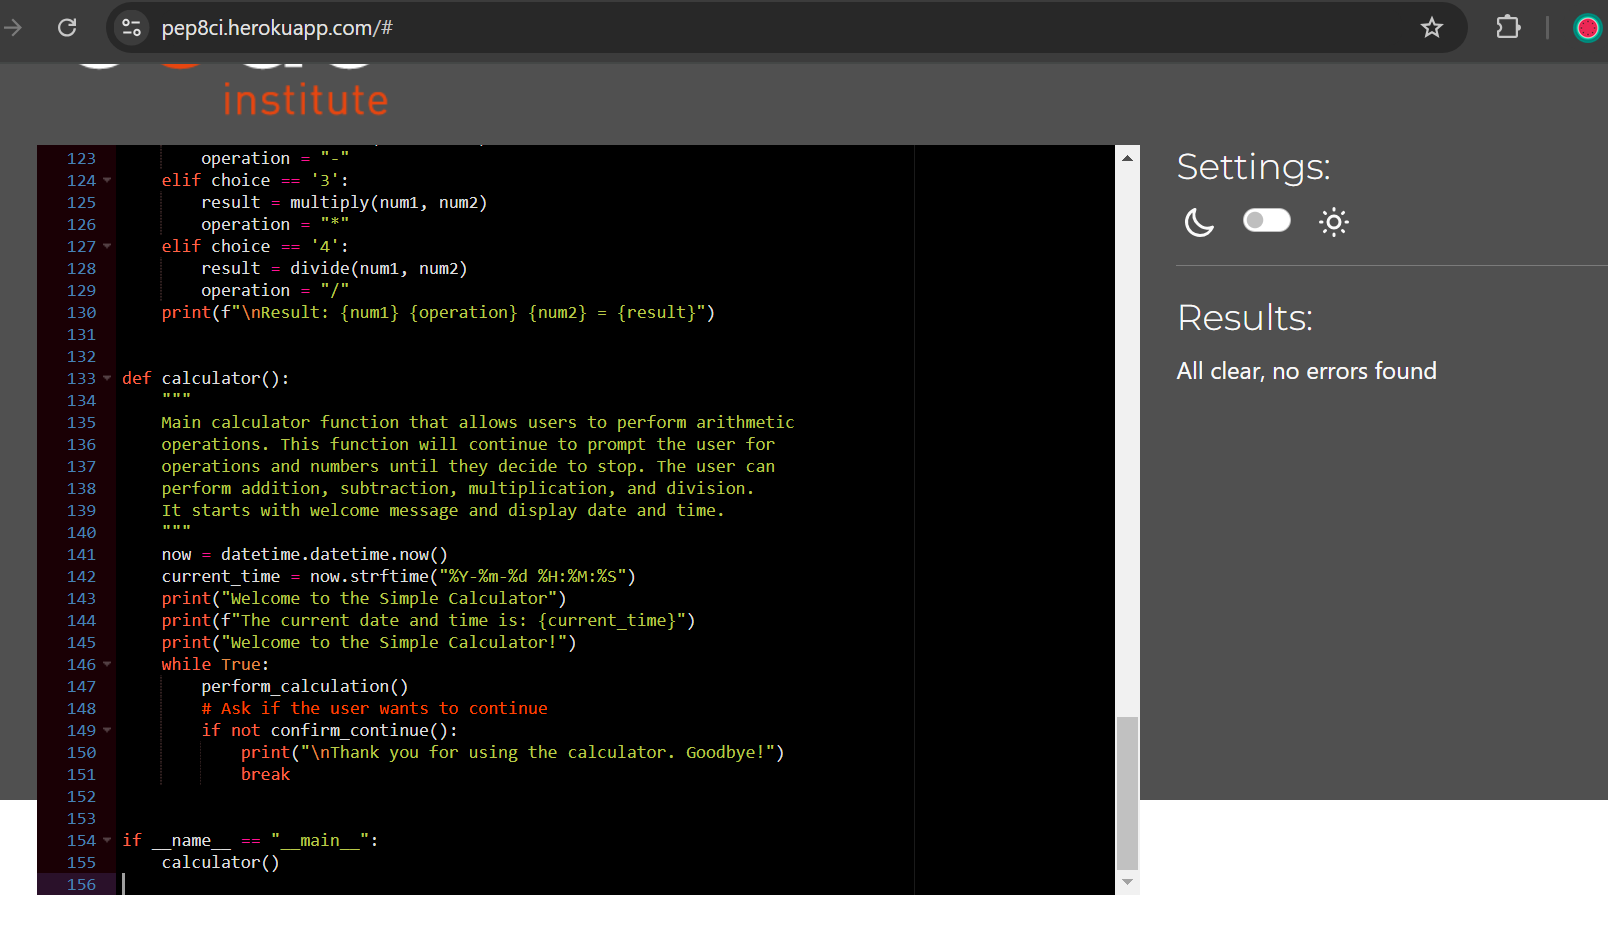 pep8ci.herokuapp.com/#
institute
123 operation = "-"
124 elif choice == '3':
125 result = multiply(num1, num2)
126 operation = "*"
127 elif choice == '4':
128 result = divide(num1, num2)
129 operation = "/"
130 print(f"\nResult: {num1} {operation} {num2} = {result}")
131
132
133 def calculator():
134 """
135 Main calculator function that allows users to perform arithmetic
136 operations. This function will continue to prompt the user for
137 operations and numbers until they decide to stop. The user can
138 perform addition, subtraction, multiplication, and division.
139 It starts with welcome message and display date and time.
140 """
141 now = datetime.datetime.now()
142 current_time = now.strftime("%Y-%m-%d %H:%M:%S")
143 print("Welcome to the Simple Calculator")
144 print(f"The current date and time is: {current_time}")
145 print("Welcome to the Simple Calculator!")
146 while True:
147 perform_calculation()
148 # Ask if the user wants to continue
149 if not confirm_continue():
150 print("\nThank you for using the calculator. Goodbye!")
151 break
152
153
154 if __name__ == "__main__":
155 calculator()
156
Settings:
Results:
All clear, no errors found